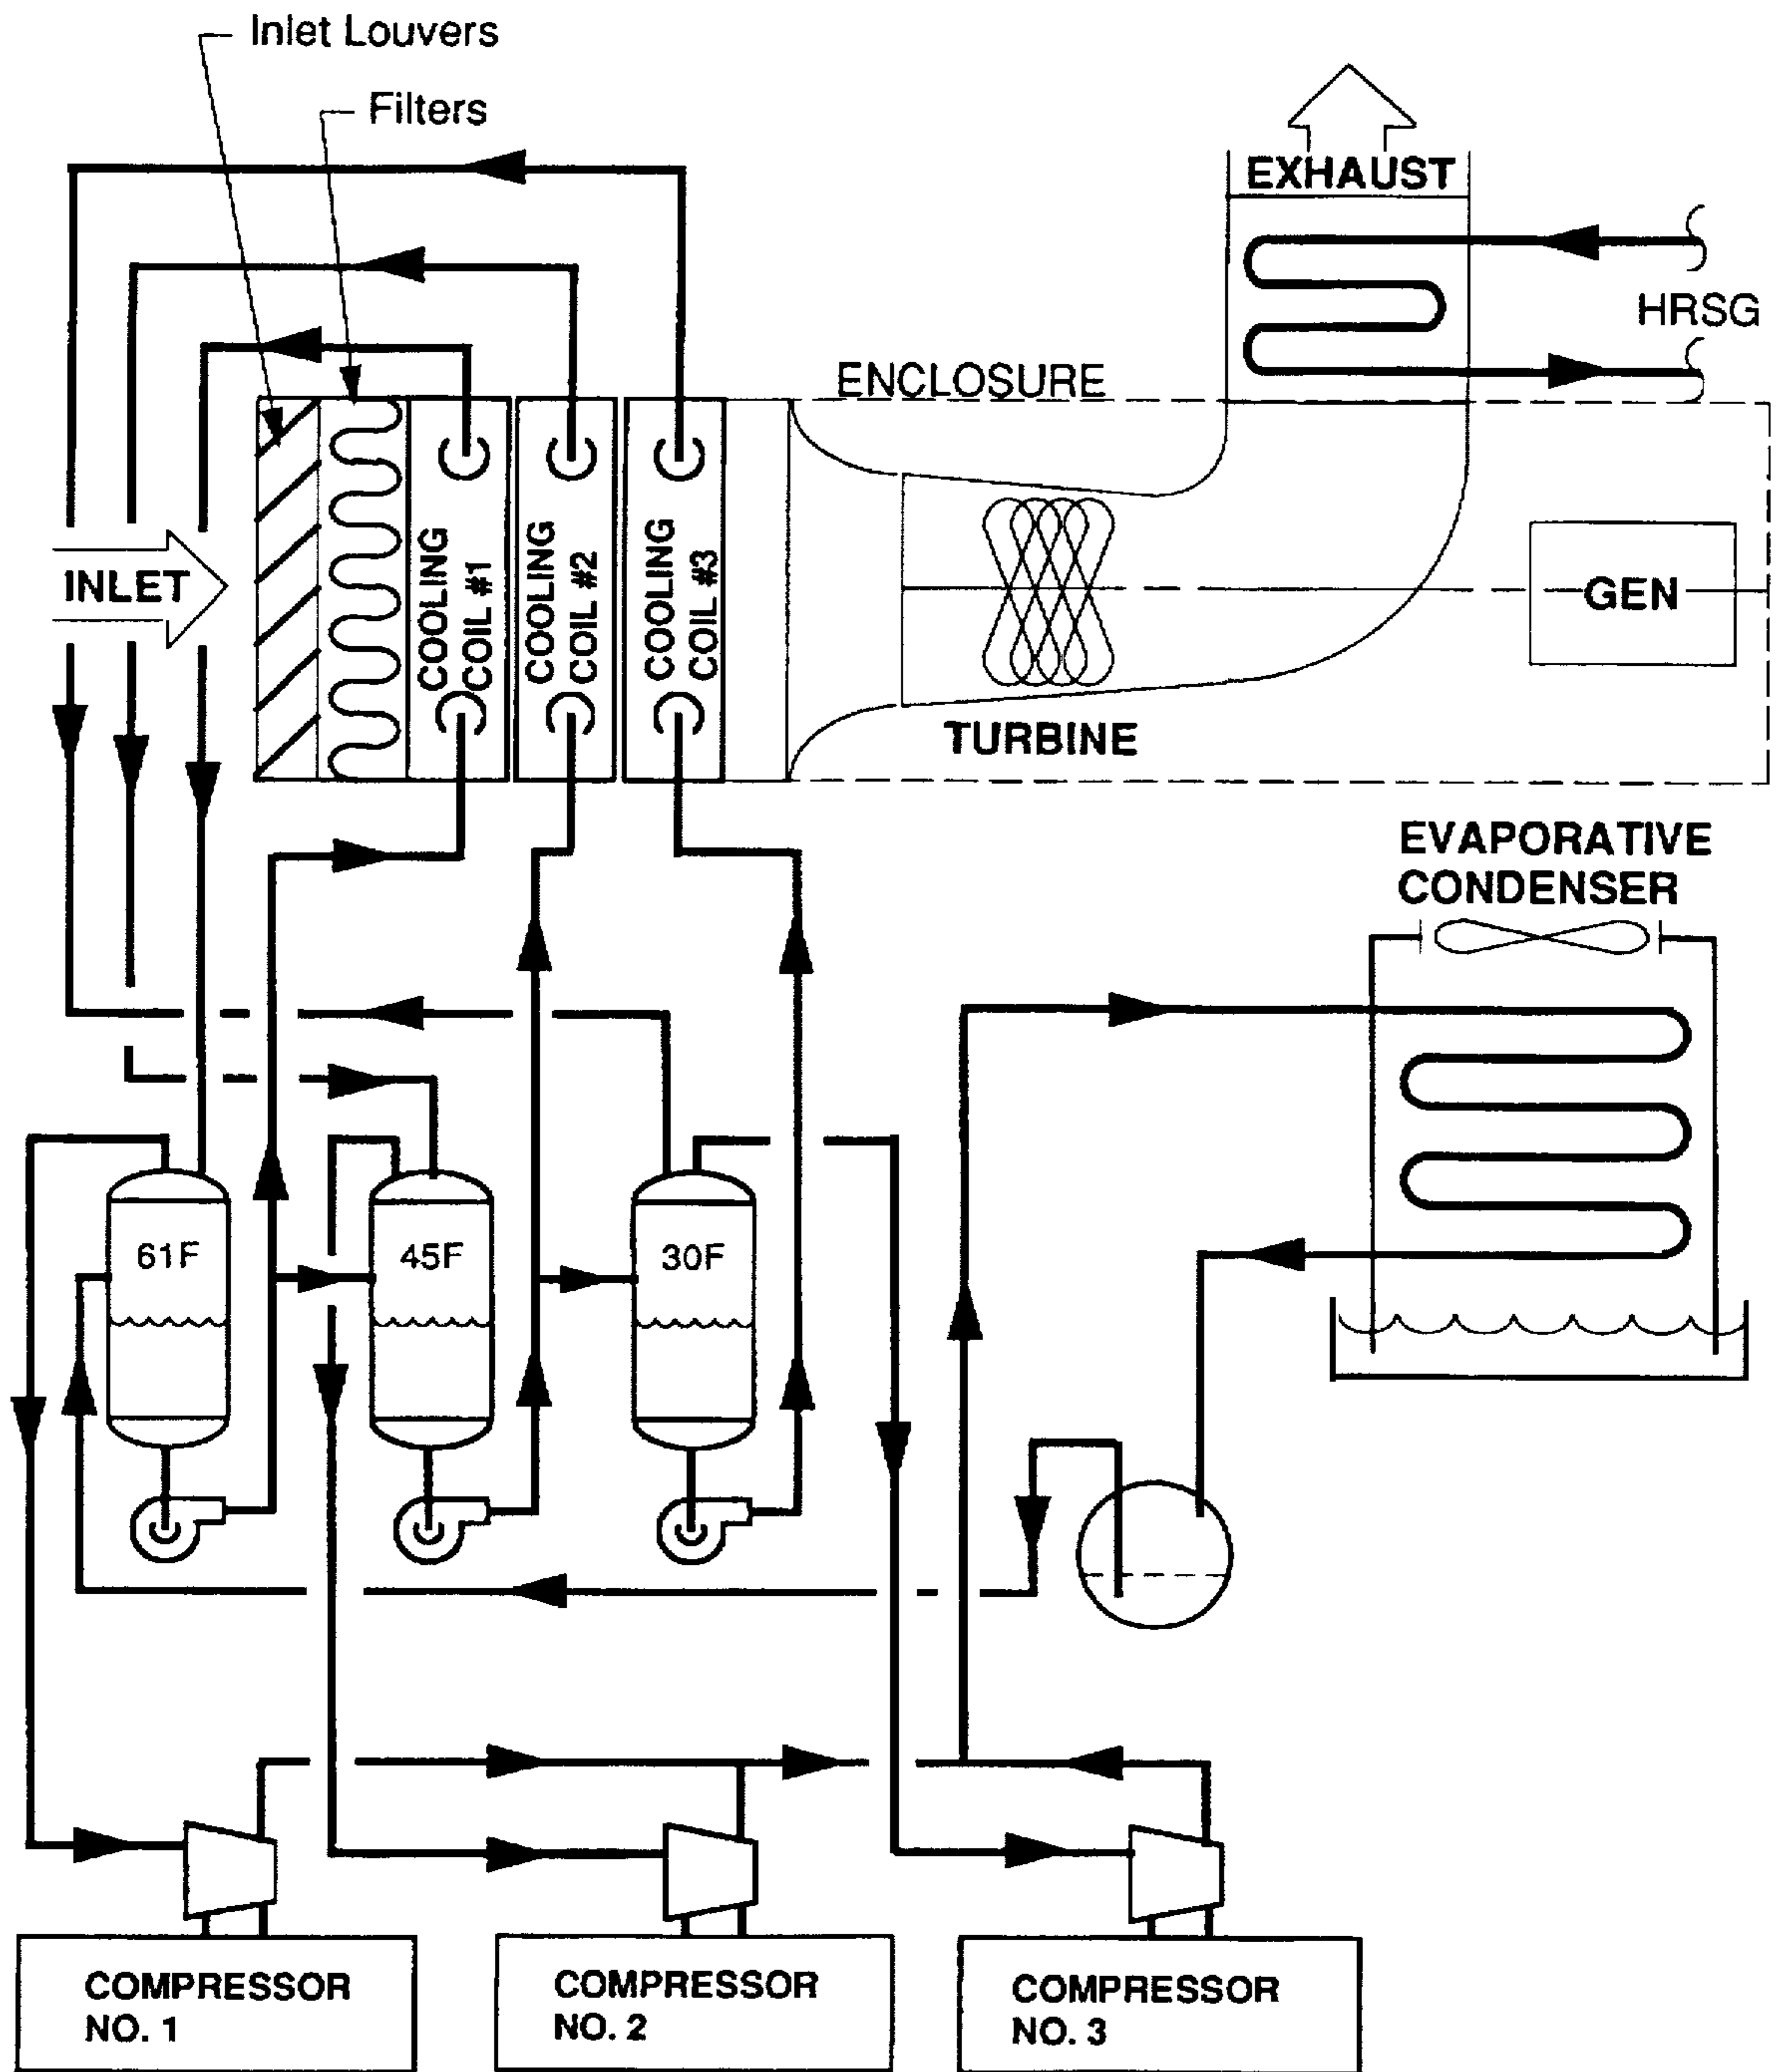 Inlet Louvers
Filters
EXHAUST
HRSG
ENCLOSURE
INLET
COOLING
COIL #1
COOLING
COIL #2
COOLING
COIL #3
GEN
TURBINE
EVAPORATIVE
CONDENSER
61F
45F
30F
COMPRESSOR
NO. 1
COMPRESSOR
NO. 2
COMPRESSOR
NO. 3